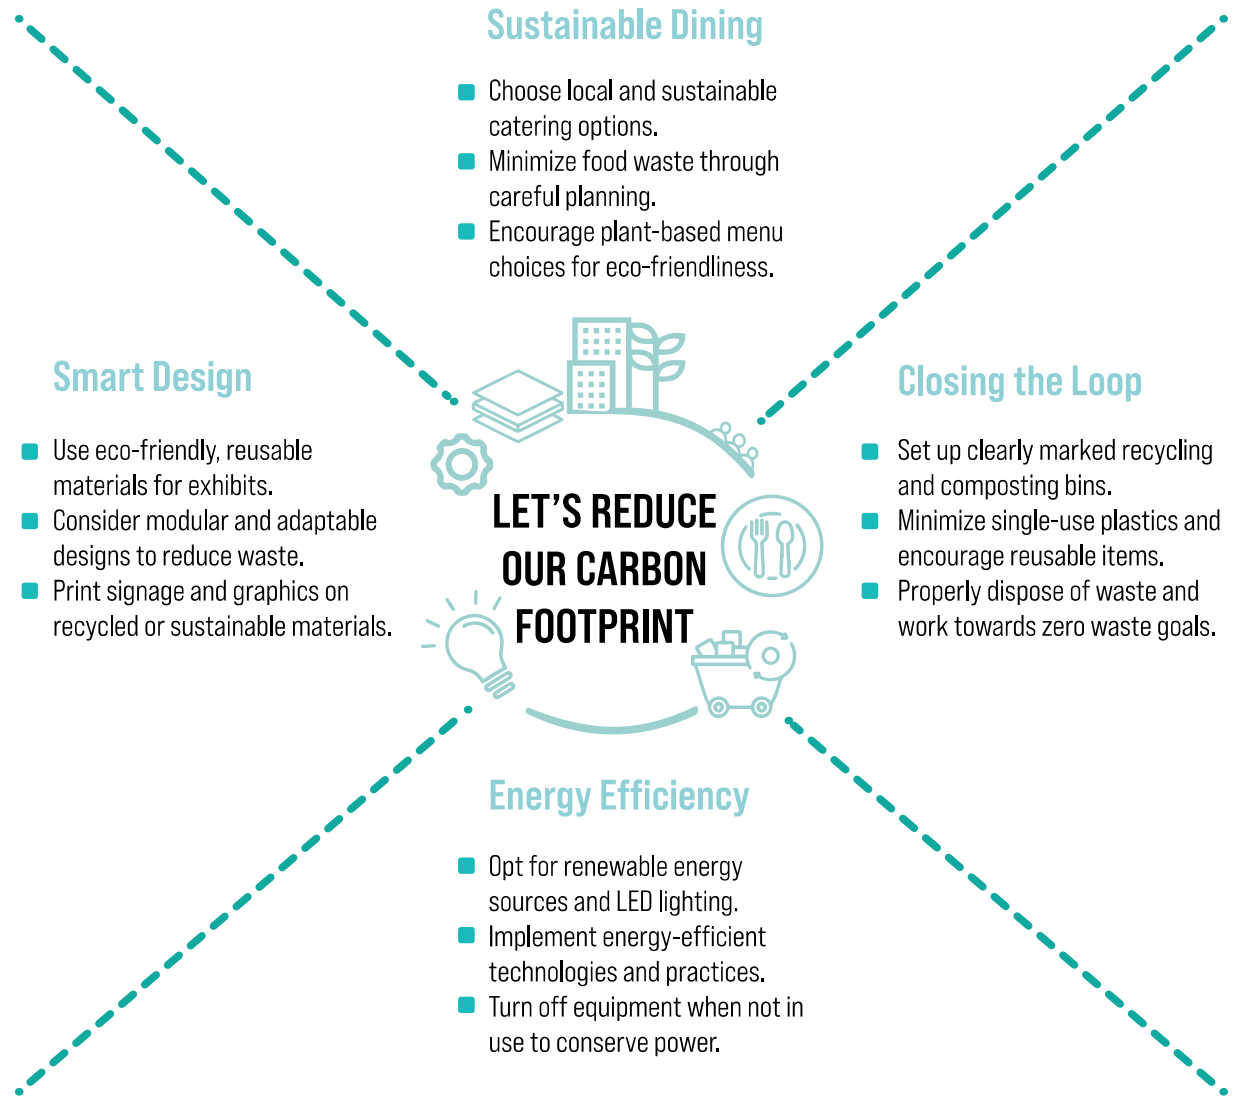 Sustainable Dining
Choose local and sustainable
catering options.
Minimize food waste through
careful planning.
Encourage plant-based menu
choices for eco-friendliness.
Smart Design
Use eco-friendly, reusable
materials for exhibits.
Consider modular and adaptable
designs to reduce waste.
Print signage and graphics on
recycled or sustainable materials.
LET'S REDUCE
OUR CARBON
FOOTPRINT
Closing the Loop
Set up clearly marked recycling
and composting bins.
Minimize single-use plastics and
encourage reusable items.
Properly dispose of waste and
work towards zero waste goals.
Energy Efficiency
Opt for renewable energy
sources and LED lighting.
Implement energy-efficient
technologies and practices.
Turn off equipment when not in
use to conserve power.